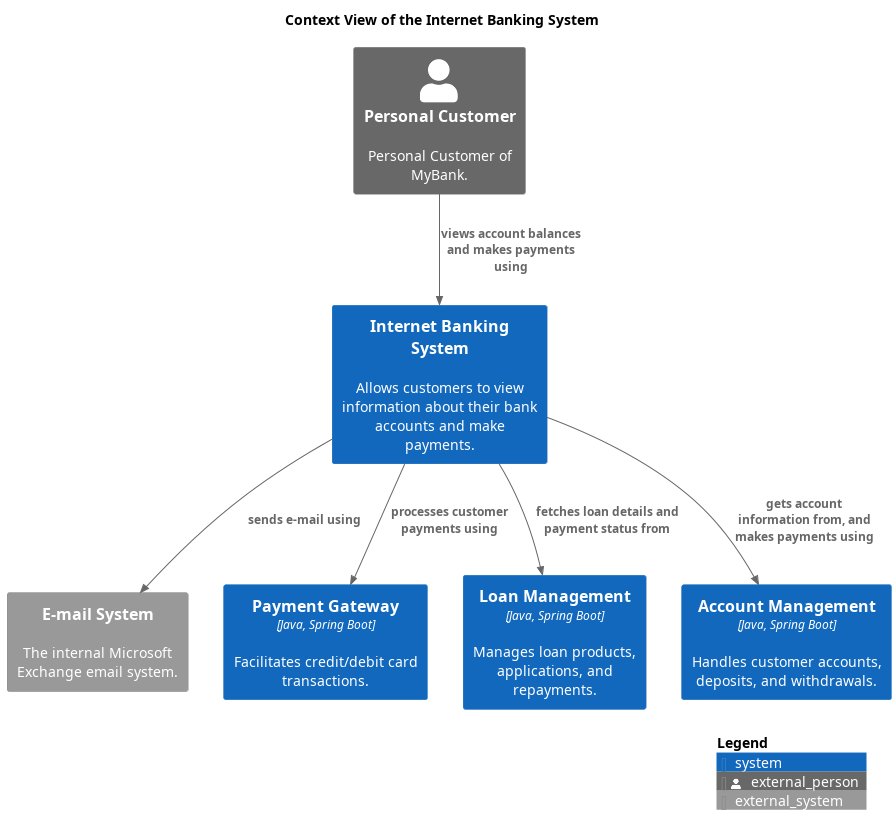 Context View of the Internet Banking System
Personal Customer
Personal Customer of
MyBank.
views account balances
and makes payments
using
Internet Banking
System
Allows customers to view
information about their bank
accounts and make
payments.
sends e-mail using
processes customer
payments using
fetches loan details and
payment status from
gets account
information from, and
makes payments using
E-mail System
The internal Microsoft
Exchange email system.
Payment Gateway
[Java, Spring Boot]
Facilitates credit/debit card
transactions.
Loan Management
[Java, Spring Boot]
Manages loan products,
applications, and
repayments.
Account Management
[Java, Spring Boot]
Handles customer accounts,
deposits, and withdrawals.
Legend
system
external_person
external_system